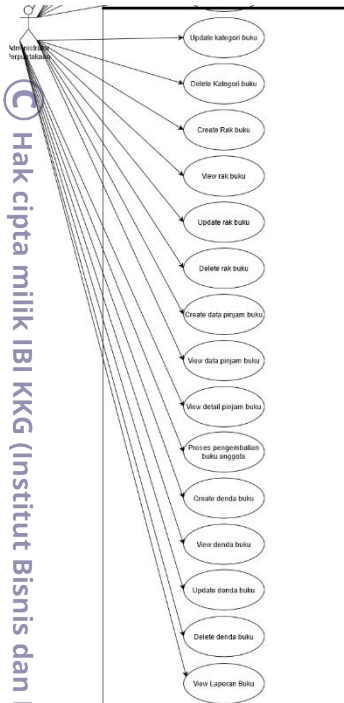 Update kategori buku
Administrator
Perpustakaan
Delete Kategori buku
Create Rak buku
View rak buku
Update rak buku
Delete rak buku
Create data pinjam buku
View data pinjam buku
View detail pinjam buku
Proses pengembalian
buku anggota
Create denda buku
View denda buku
Update denda buku
Delete denda buku
View Laporan Buku
© Hak cipta milik IBI KKG (Institut Bisnis dan